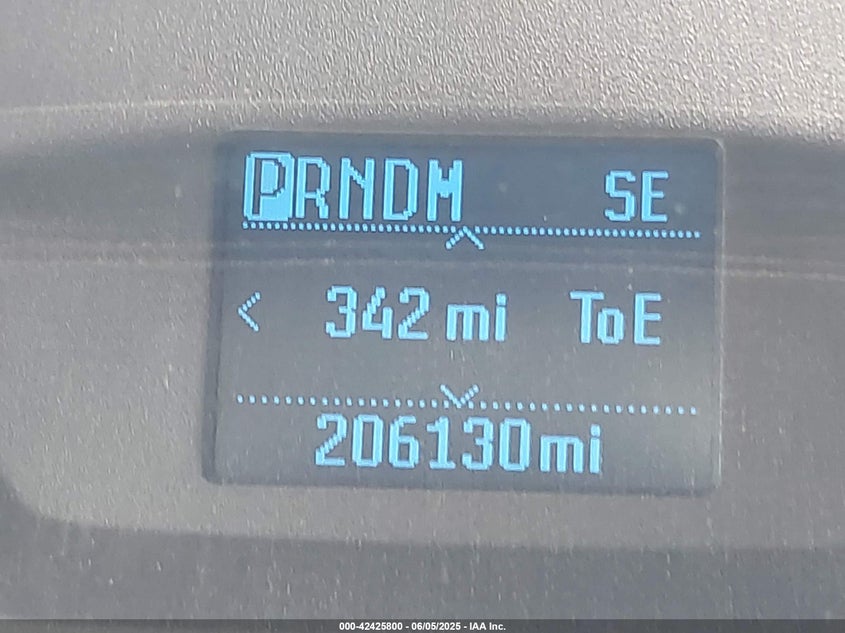 PRNDM SE
< 342 mi ToE
206130mi
000-42425800 - 06/05/2025 - IAA Inc.